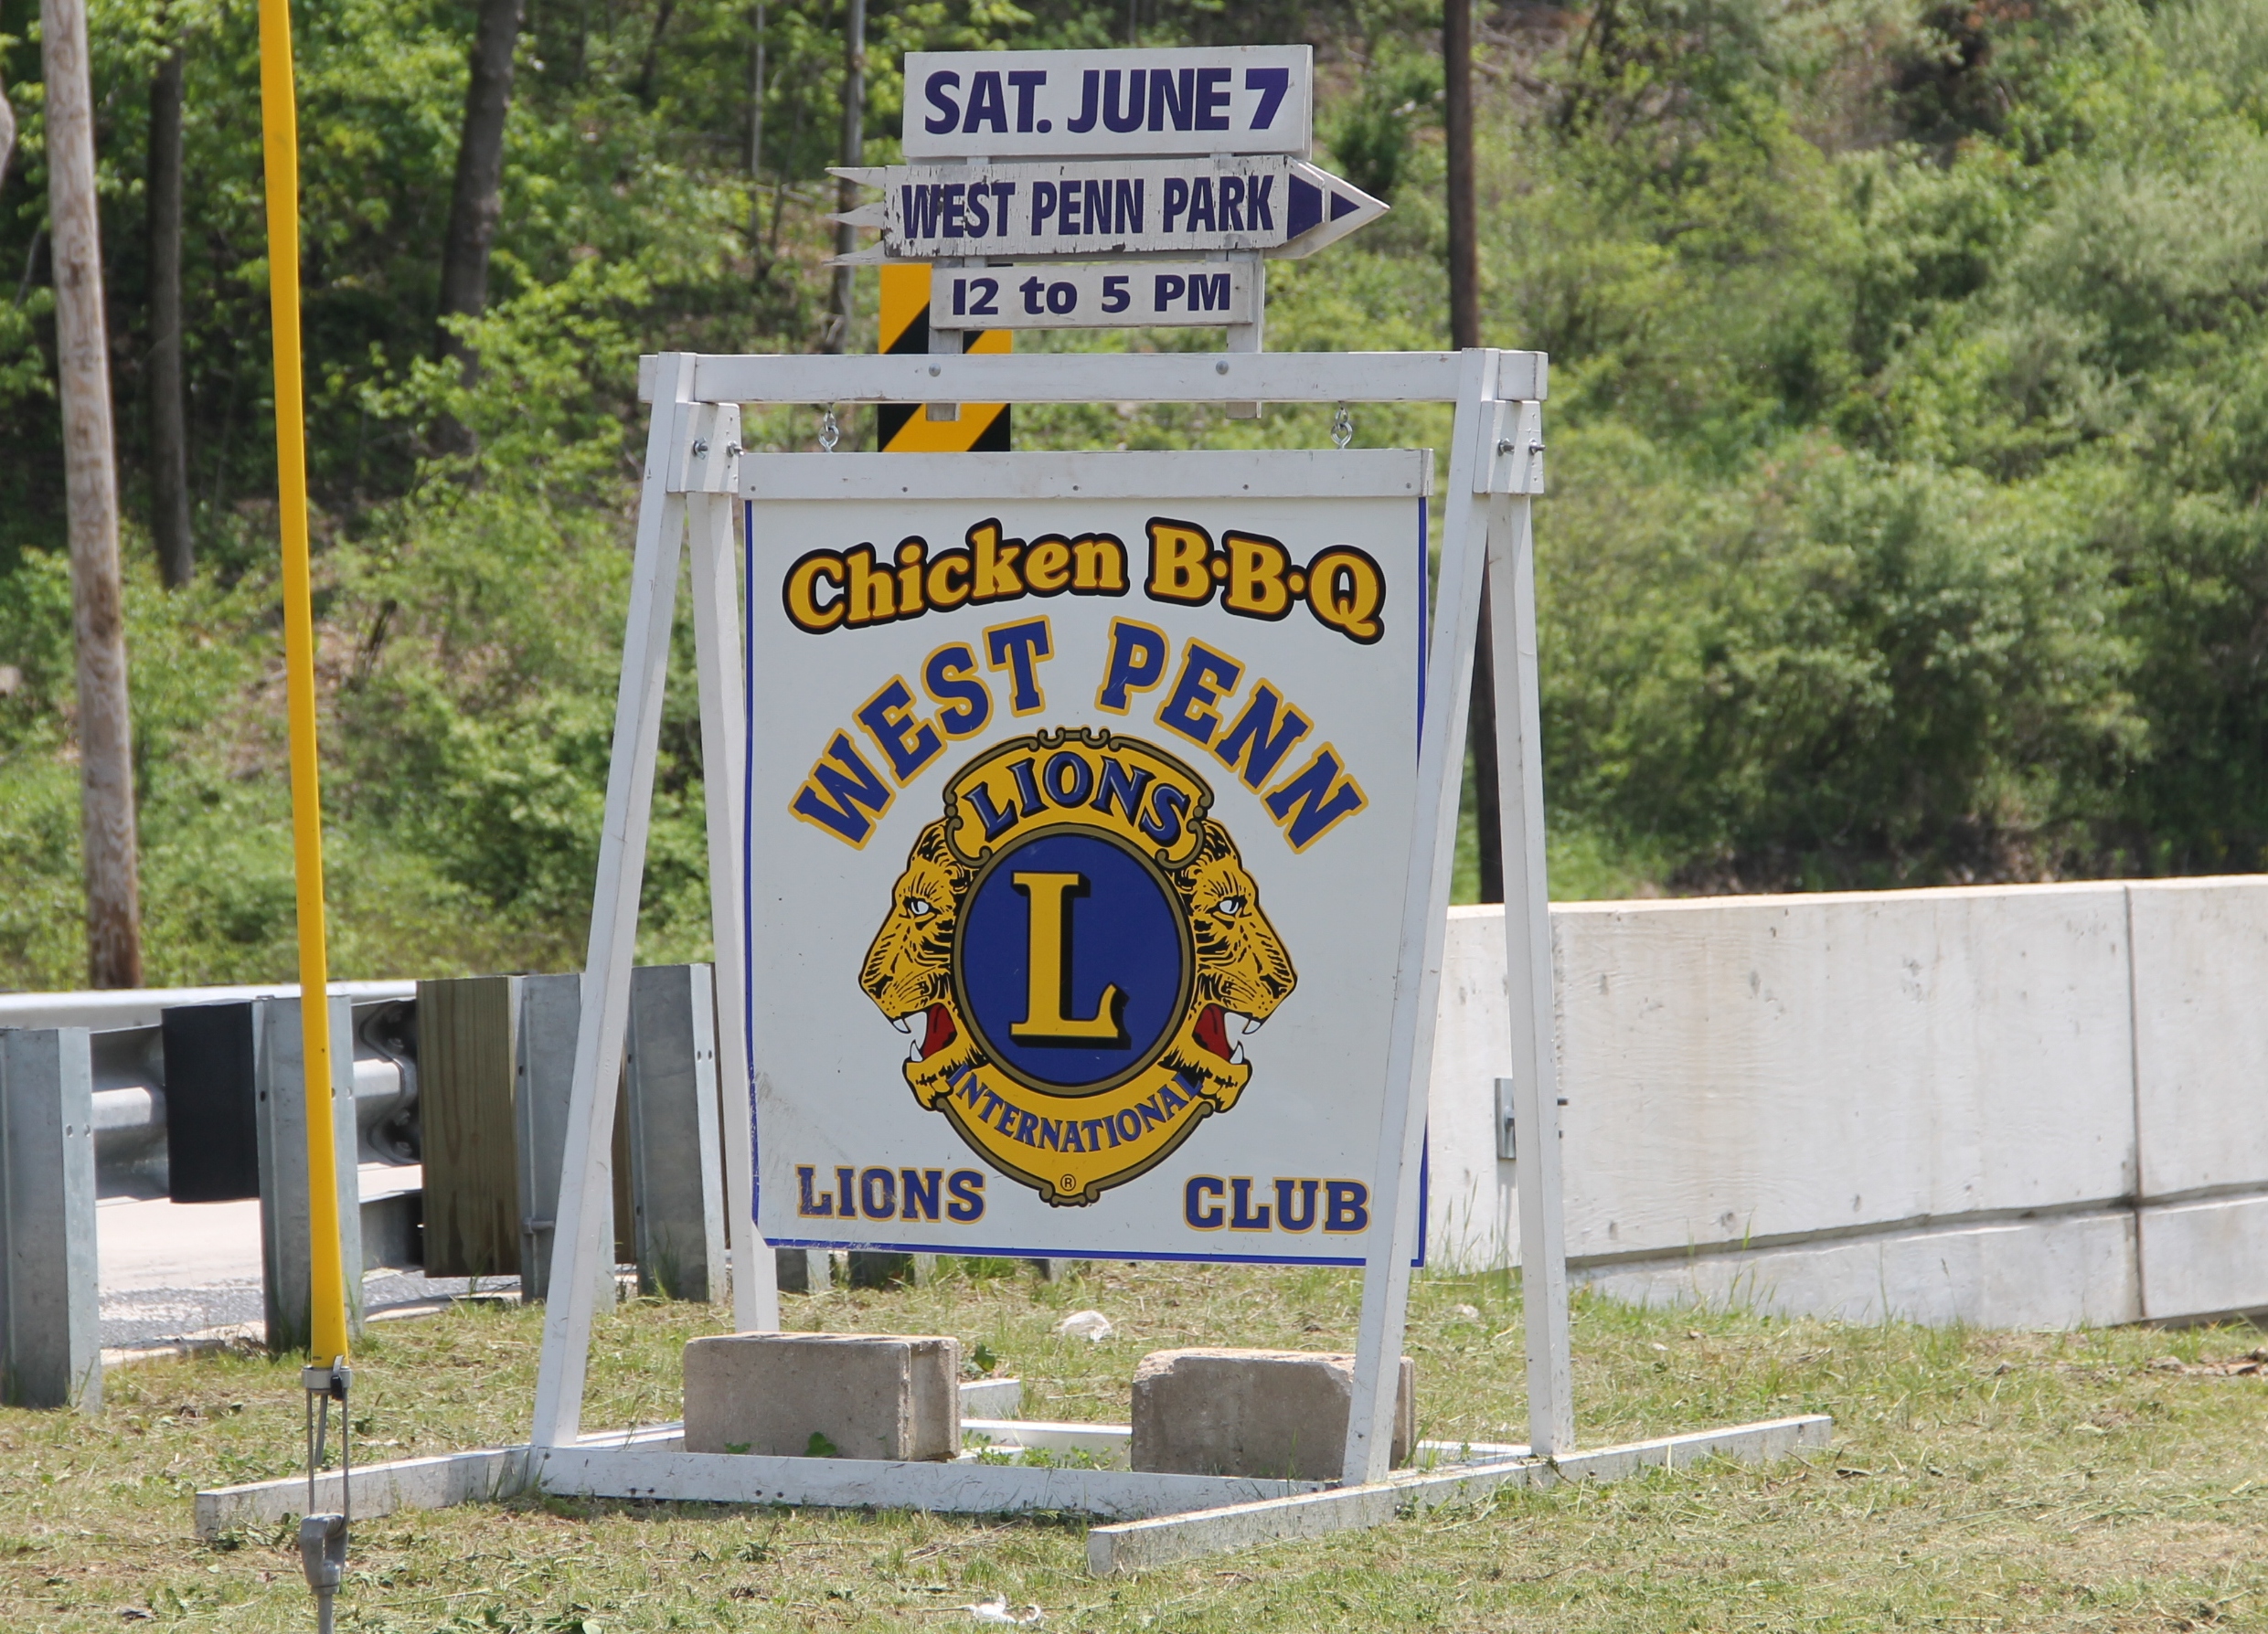 SAT. JUNE 7
WEST PENN PARK
12 to 5 PM
Chicken B·B·Q
WEST PENN
LIONS
L
INTERNATIONAL
®
LIONS CLUB